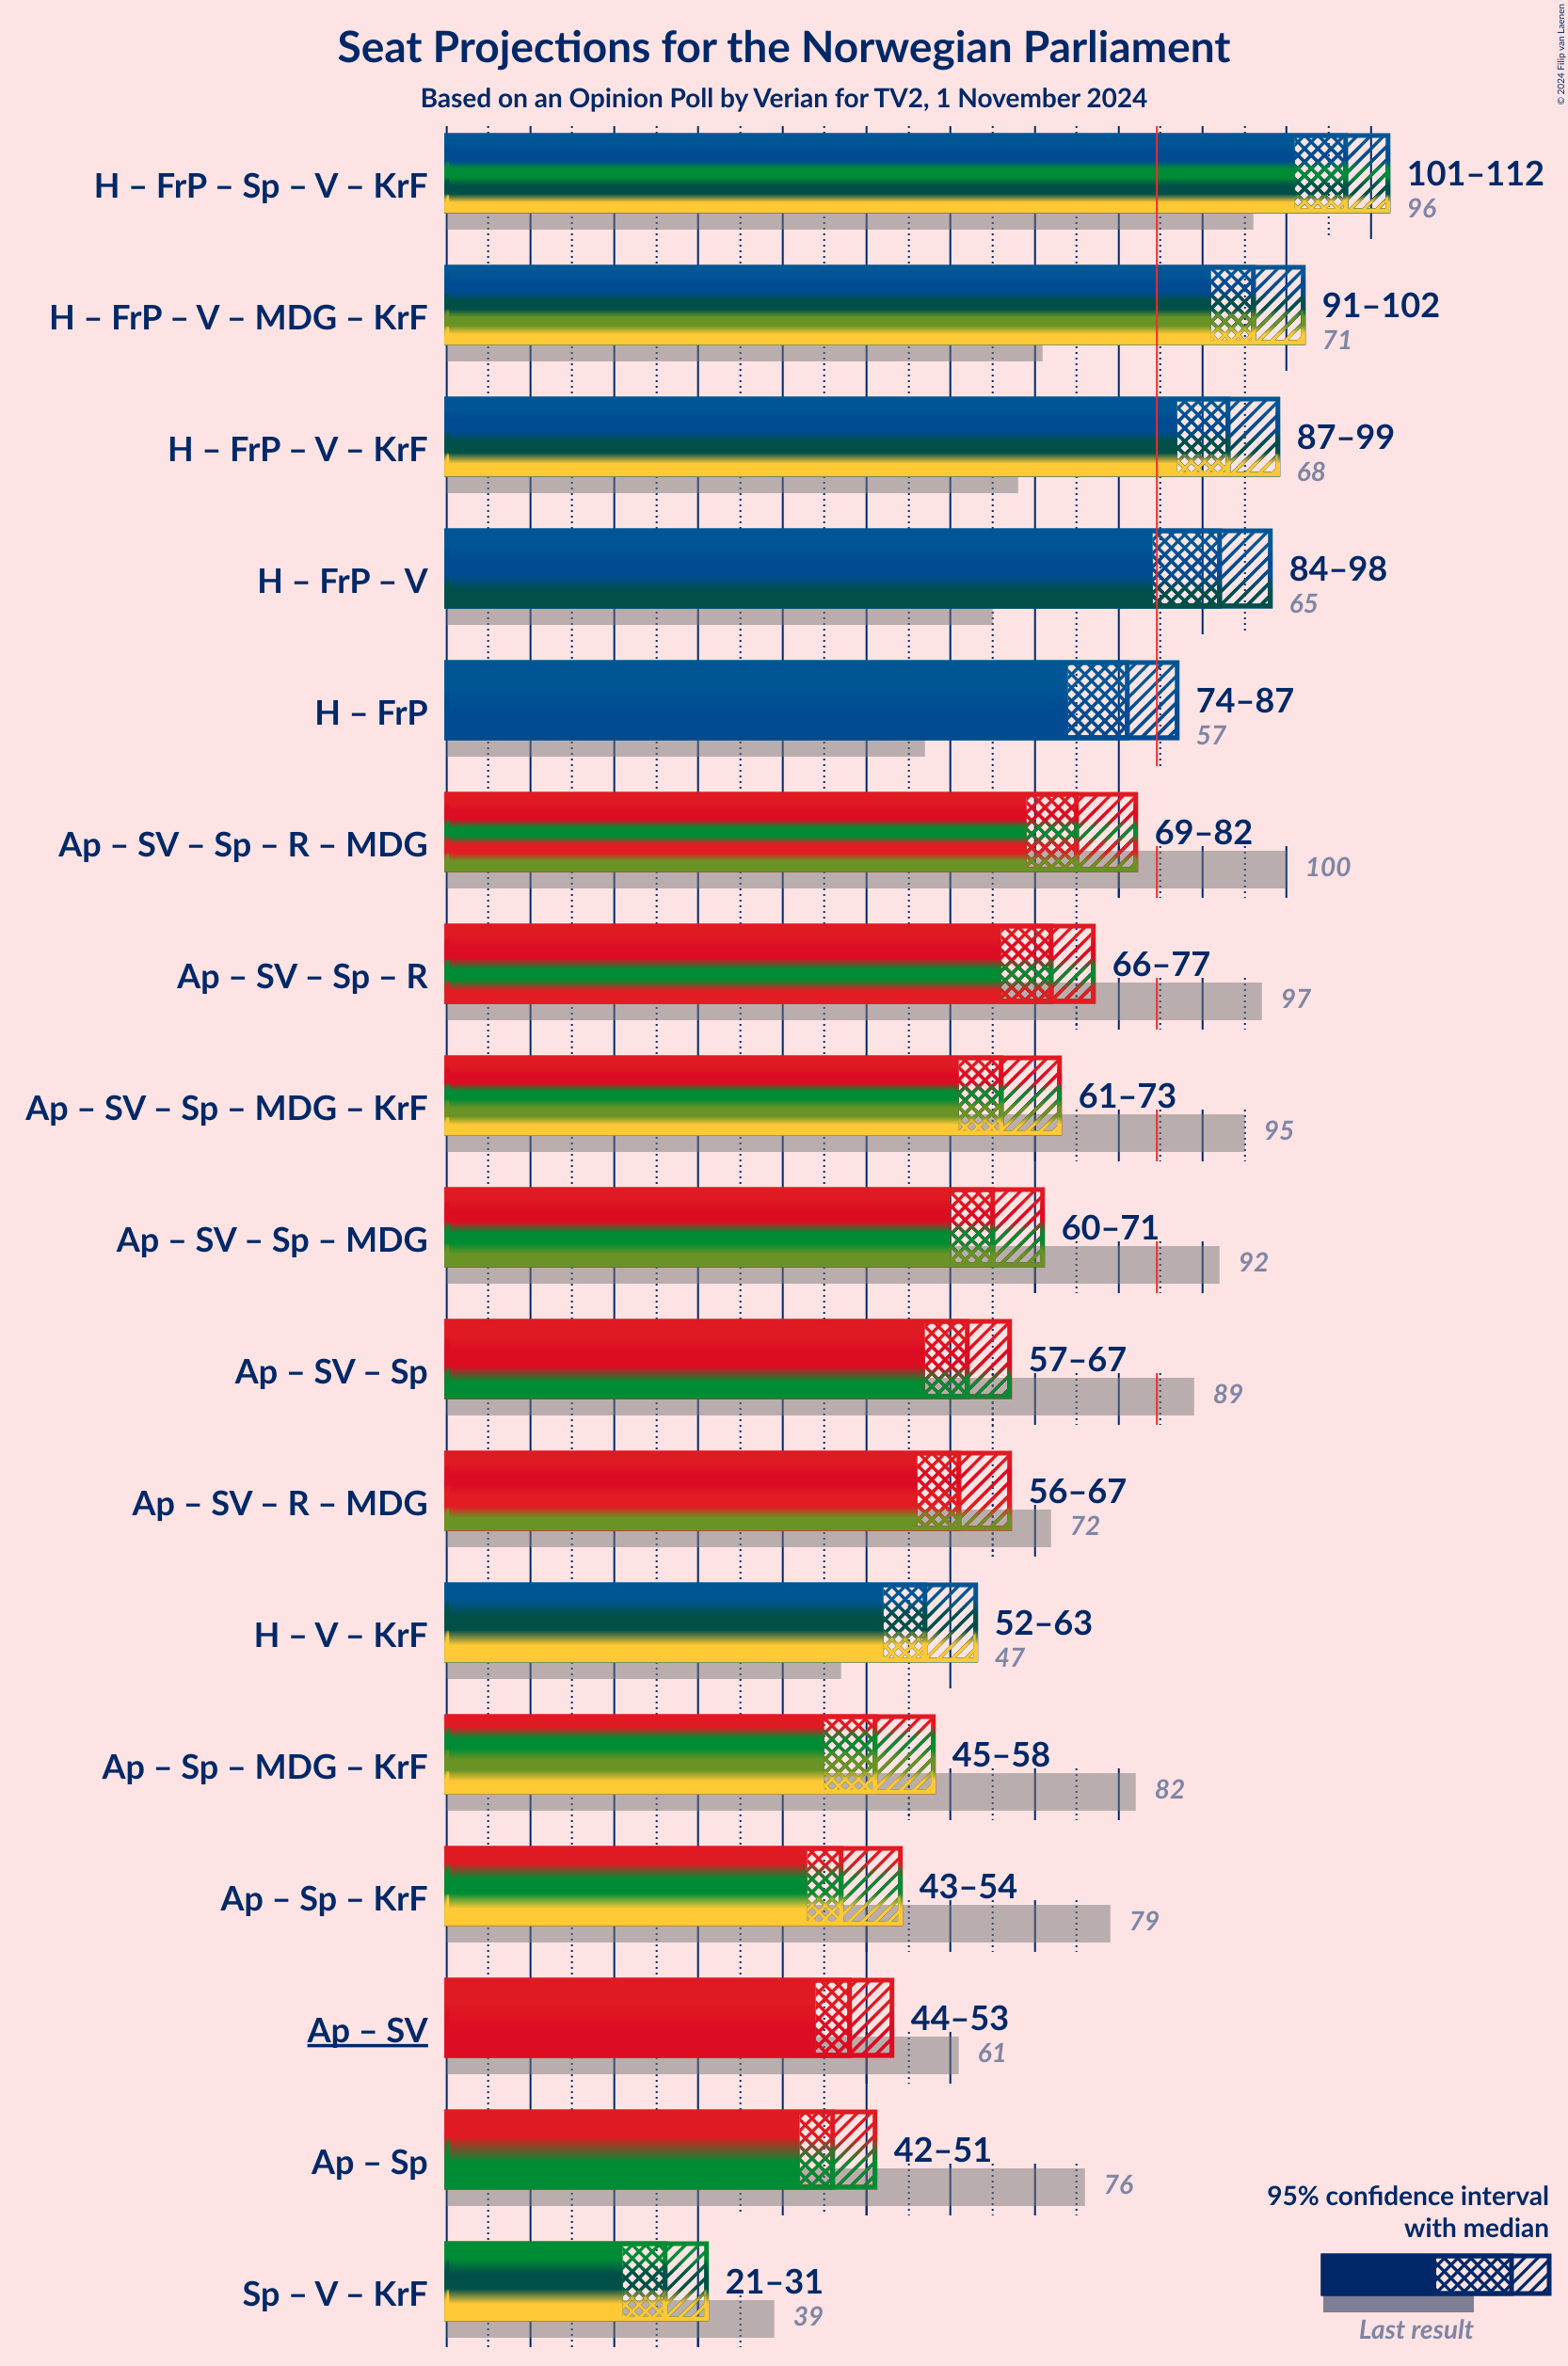 Seat Projections for the Norwegian Parliament
Based on an Opinion Poll by Verian for TV2, 1 November 2024
© 2024 Filip van Laenen
H – FrP – Sp – V – KrF
101–112
96
H – FrP – V – MDG – KrF
91–102
71
H – FrP – V – KrF
87–99
68
H – FrP – V
84–98
65
H – FrP
74–87
57
Ap – SV – Sp – R – MDG
69–82
100
Ap – SV – Sp – R
66–77
97
Ap – SV – Sp – MDG – KrF
61–73
95
Ap – SV – Sp – MDG
60–71
92
Ap – SV – Sp
57–67
89
Ap – SV – R – MDG
56–67
72
H – V – KrF
52–63
47
Ap – Sp – MDG – KrF
45–58
82
Ap – Sp – KrF
43–54
79
Ap – SV
44–53
61
Ap – Sp
42–51
76
Sp – V – KrF
21–31
39
95% confidence interval
with median
Last result